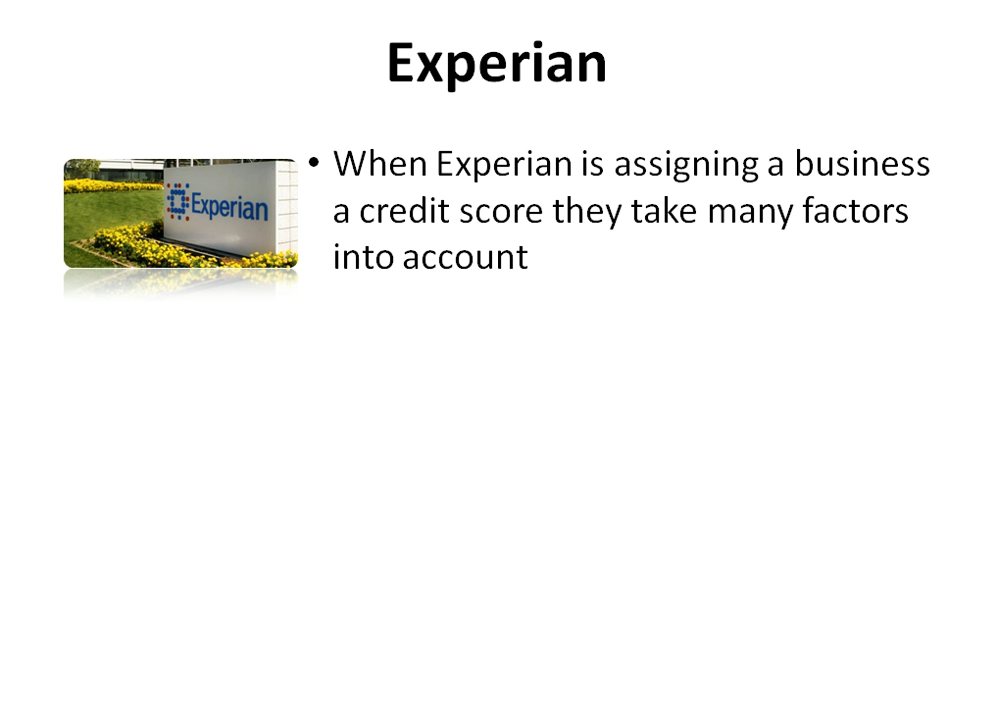 Experian
Experian
• When Experian is assigning a business
a credit score they take many factors
into account